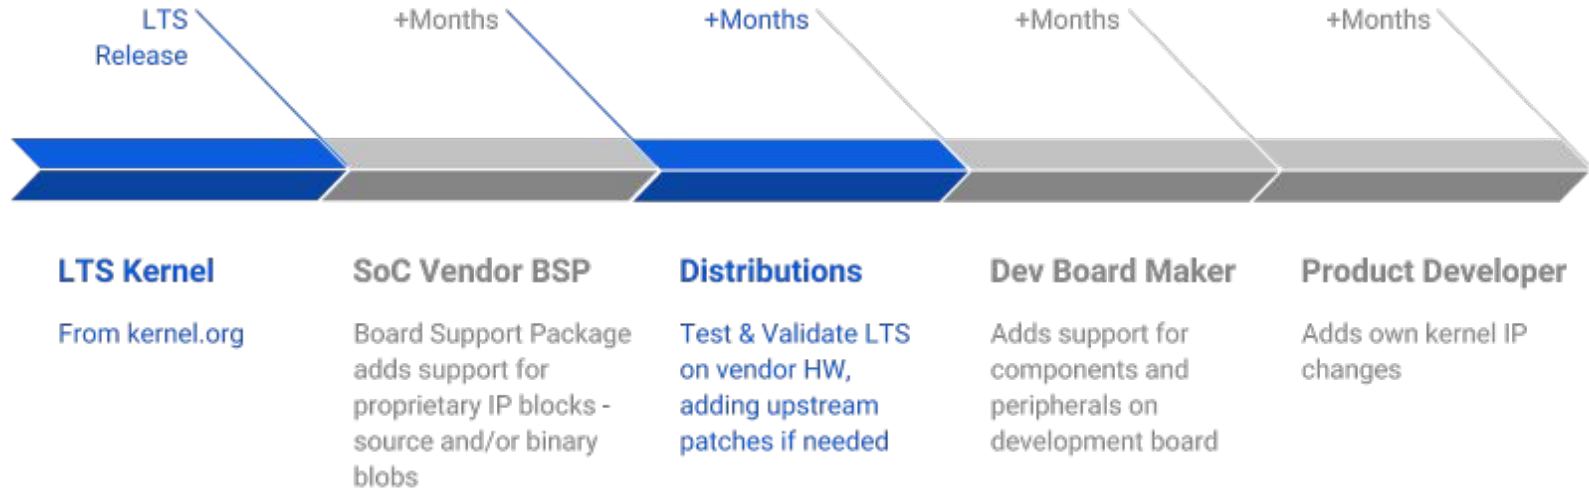 LTS
Release
+Months
+Months
+Months
+Months
LTS Kernel
From kernel.org
SoC Vendor BSP
Board Support Package
adds support for
proprietary IP blocks -
source and/or binary
blobs
Distributions
Test & Validate LTS
on vendor HW,
adding upstream
patches if needed
Dev Board Maker
Adds support for
components and
peripherals on
development board
Product Developer
Adds own kernel IP
changes